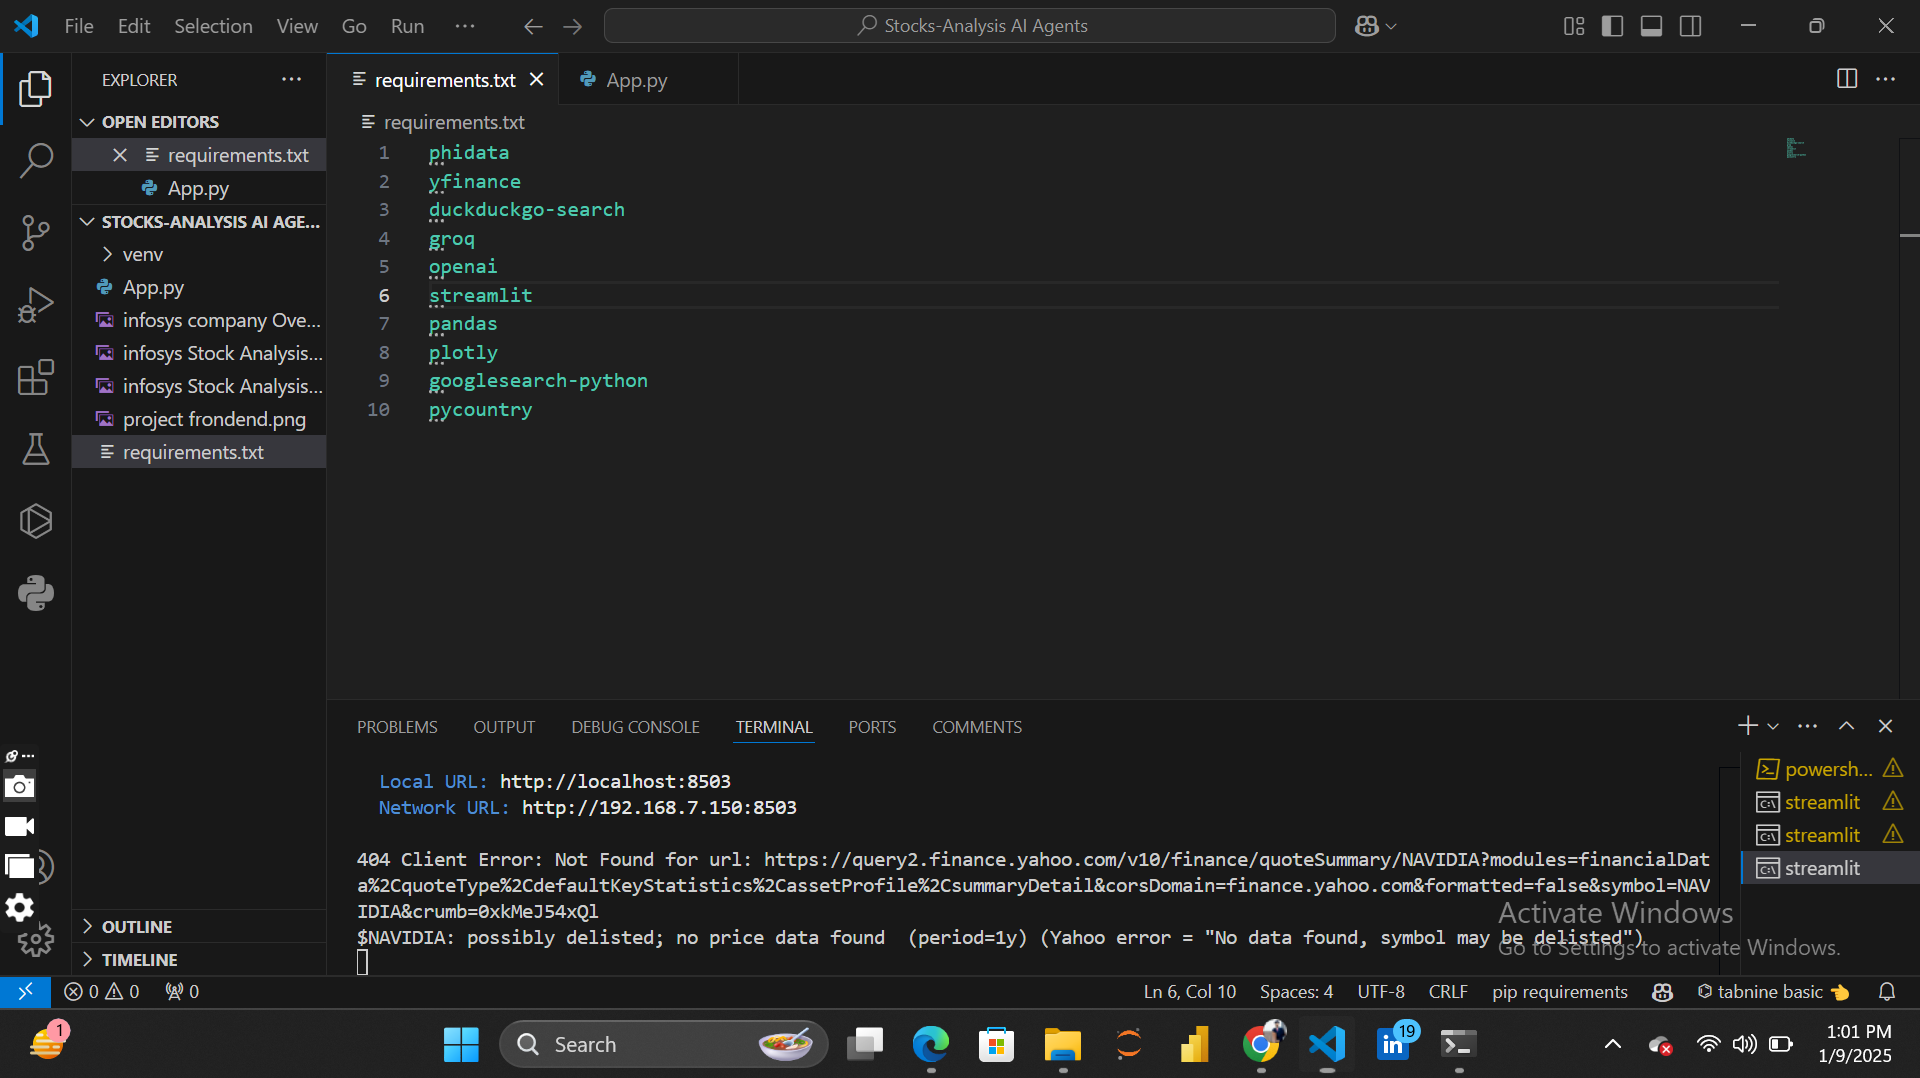 File Edit Selection View Go Run ···
Stocks-Analysis AI Agents
EXPLORER
OPEN EDITORS
requirements.txt
App.py
STOCKS-ANALYSIS AI AGE...
venv
App.py
infosys company Ove...
infosys Stock Analysis...
infosys Stock Analysis...
project frondend.png
requirements.txt
OUTLINE
TIMELINE
requirements.txt App.py
requirements.txt
1 phidata
2 yfinance
3 duckduckgo-search
4 groq
5 openai
6 streamlit
7 pandas
8 plotly
9 googlesearch-python
10 pycountry
PROBLEMS OUTPUT DEBUG CONSOLE TERMINAL PORTS COMMENTS
Local URL: http://localhost:8503
Network URL: http://192.168.7.150:8503
404 Client Error: Not Found for url: https://query2.finance.yahoo.com/v10/finance/quoteSummary/NAVIDIA?modules=financialDat
a%2CquoteType%2CdefaultKeyStatistics%2CassetProfile%2CsummaryDetail&corsDomain=finance.yahoo.com&formatted=false&symbol=NAV
IDIA&crumb=0xkMeJ54xQl
$NAVIDIA: possibly delisted; no price data found  (period=1y) (Yahoo error = "No data found, symbol may be delisted")
powersh...
streamlit
streamlit
streamlit
Activate Windows
Go to Settings to activate Windows.
0 0 0
Ln 6, Col 10 Spaces: 4 UTF-8 CRLF pip requirements tabnine basic
1
Search
19
1:01 PM
1/9/2025